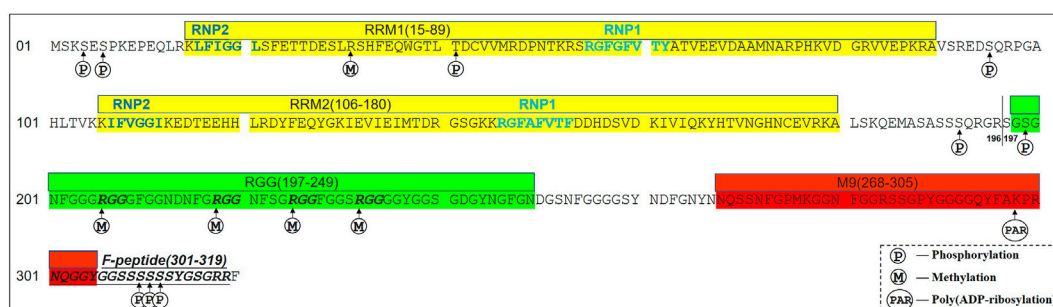 RNP2 RRM1(15-89) RNP1
01 MSKSESPKEPEQLRKLFIGG LSFETTDESLRSHFEQWGTL TDCVVMRDPNTKRSRGFGFV TYATVEEVDAAMNARPHKVD GRVVEPKRAVSREDSQRPGA
P P M P P
RNP2 RRM2(106-180) RNP1
101 HLTVKKIFVGGIKEDTEEHH LRDYFEQYGKIEVIEIMTDR GSGKKRGFAFVTFDDHDSVD KIVIQKYHTVNGHNCEVRKA LSKQEMASASSSQRGRSGSG
196 197
P P
RGG(197-249) M9(268-305)
201 NFGGGRGGGFGGNDNFGRGG NFSGRGGFGGSRGGGGYGGS GDGYNGFGNDGSNFGGGGSY NDFGNYNNQSSNFGPMKGGN FGGRSSGPYGGGGQYFAKPR
M M M M PAR
F-peptide(301-319)
301 NQGGYGGSSSSSSYGSGRRF
P P P
P — Phosphorylation
M — Methylation
PAR — Poly(ADP-ribosylation)